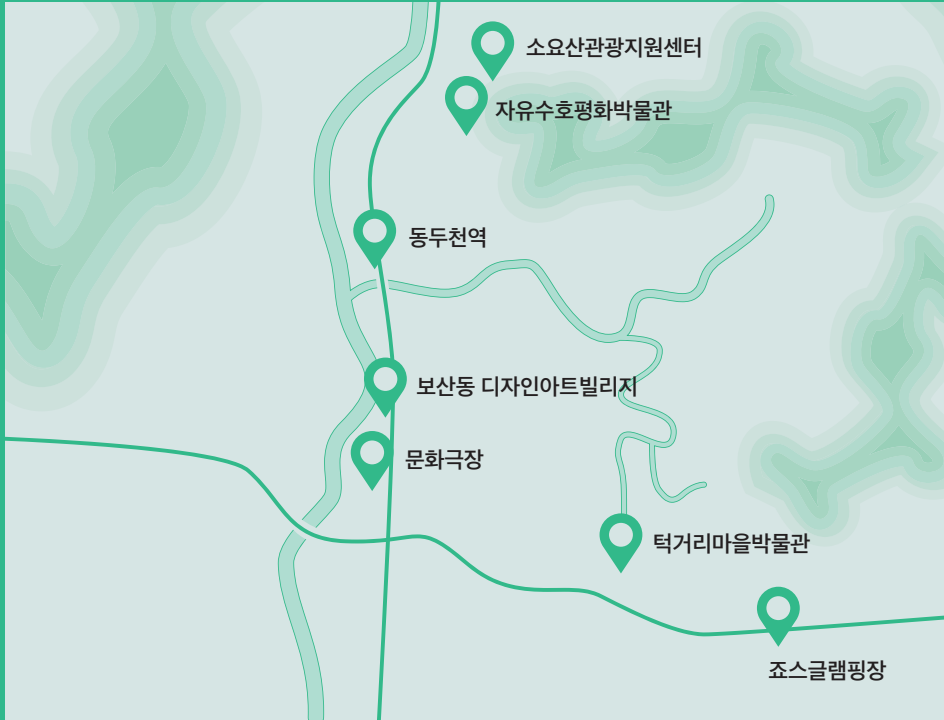 소요산관광지원센터
자유수호평화박물관
동두천역
보산동 디자인아트빌리지
문화극장
턱거리마을박물관
죠스글램핑장